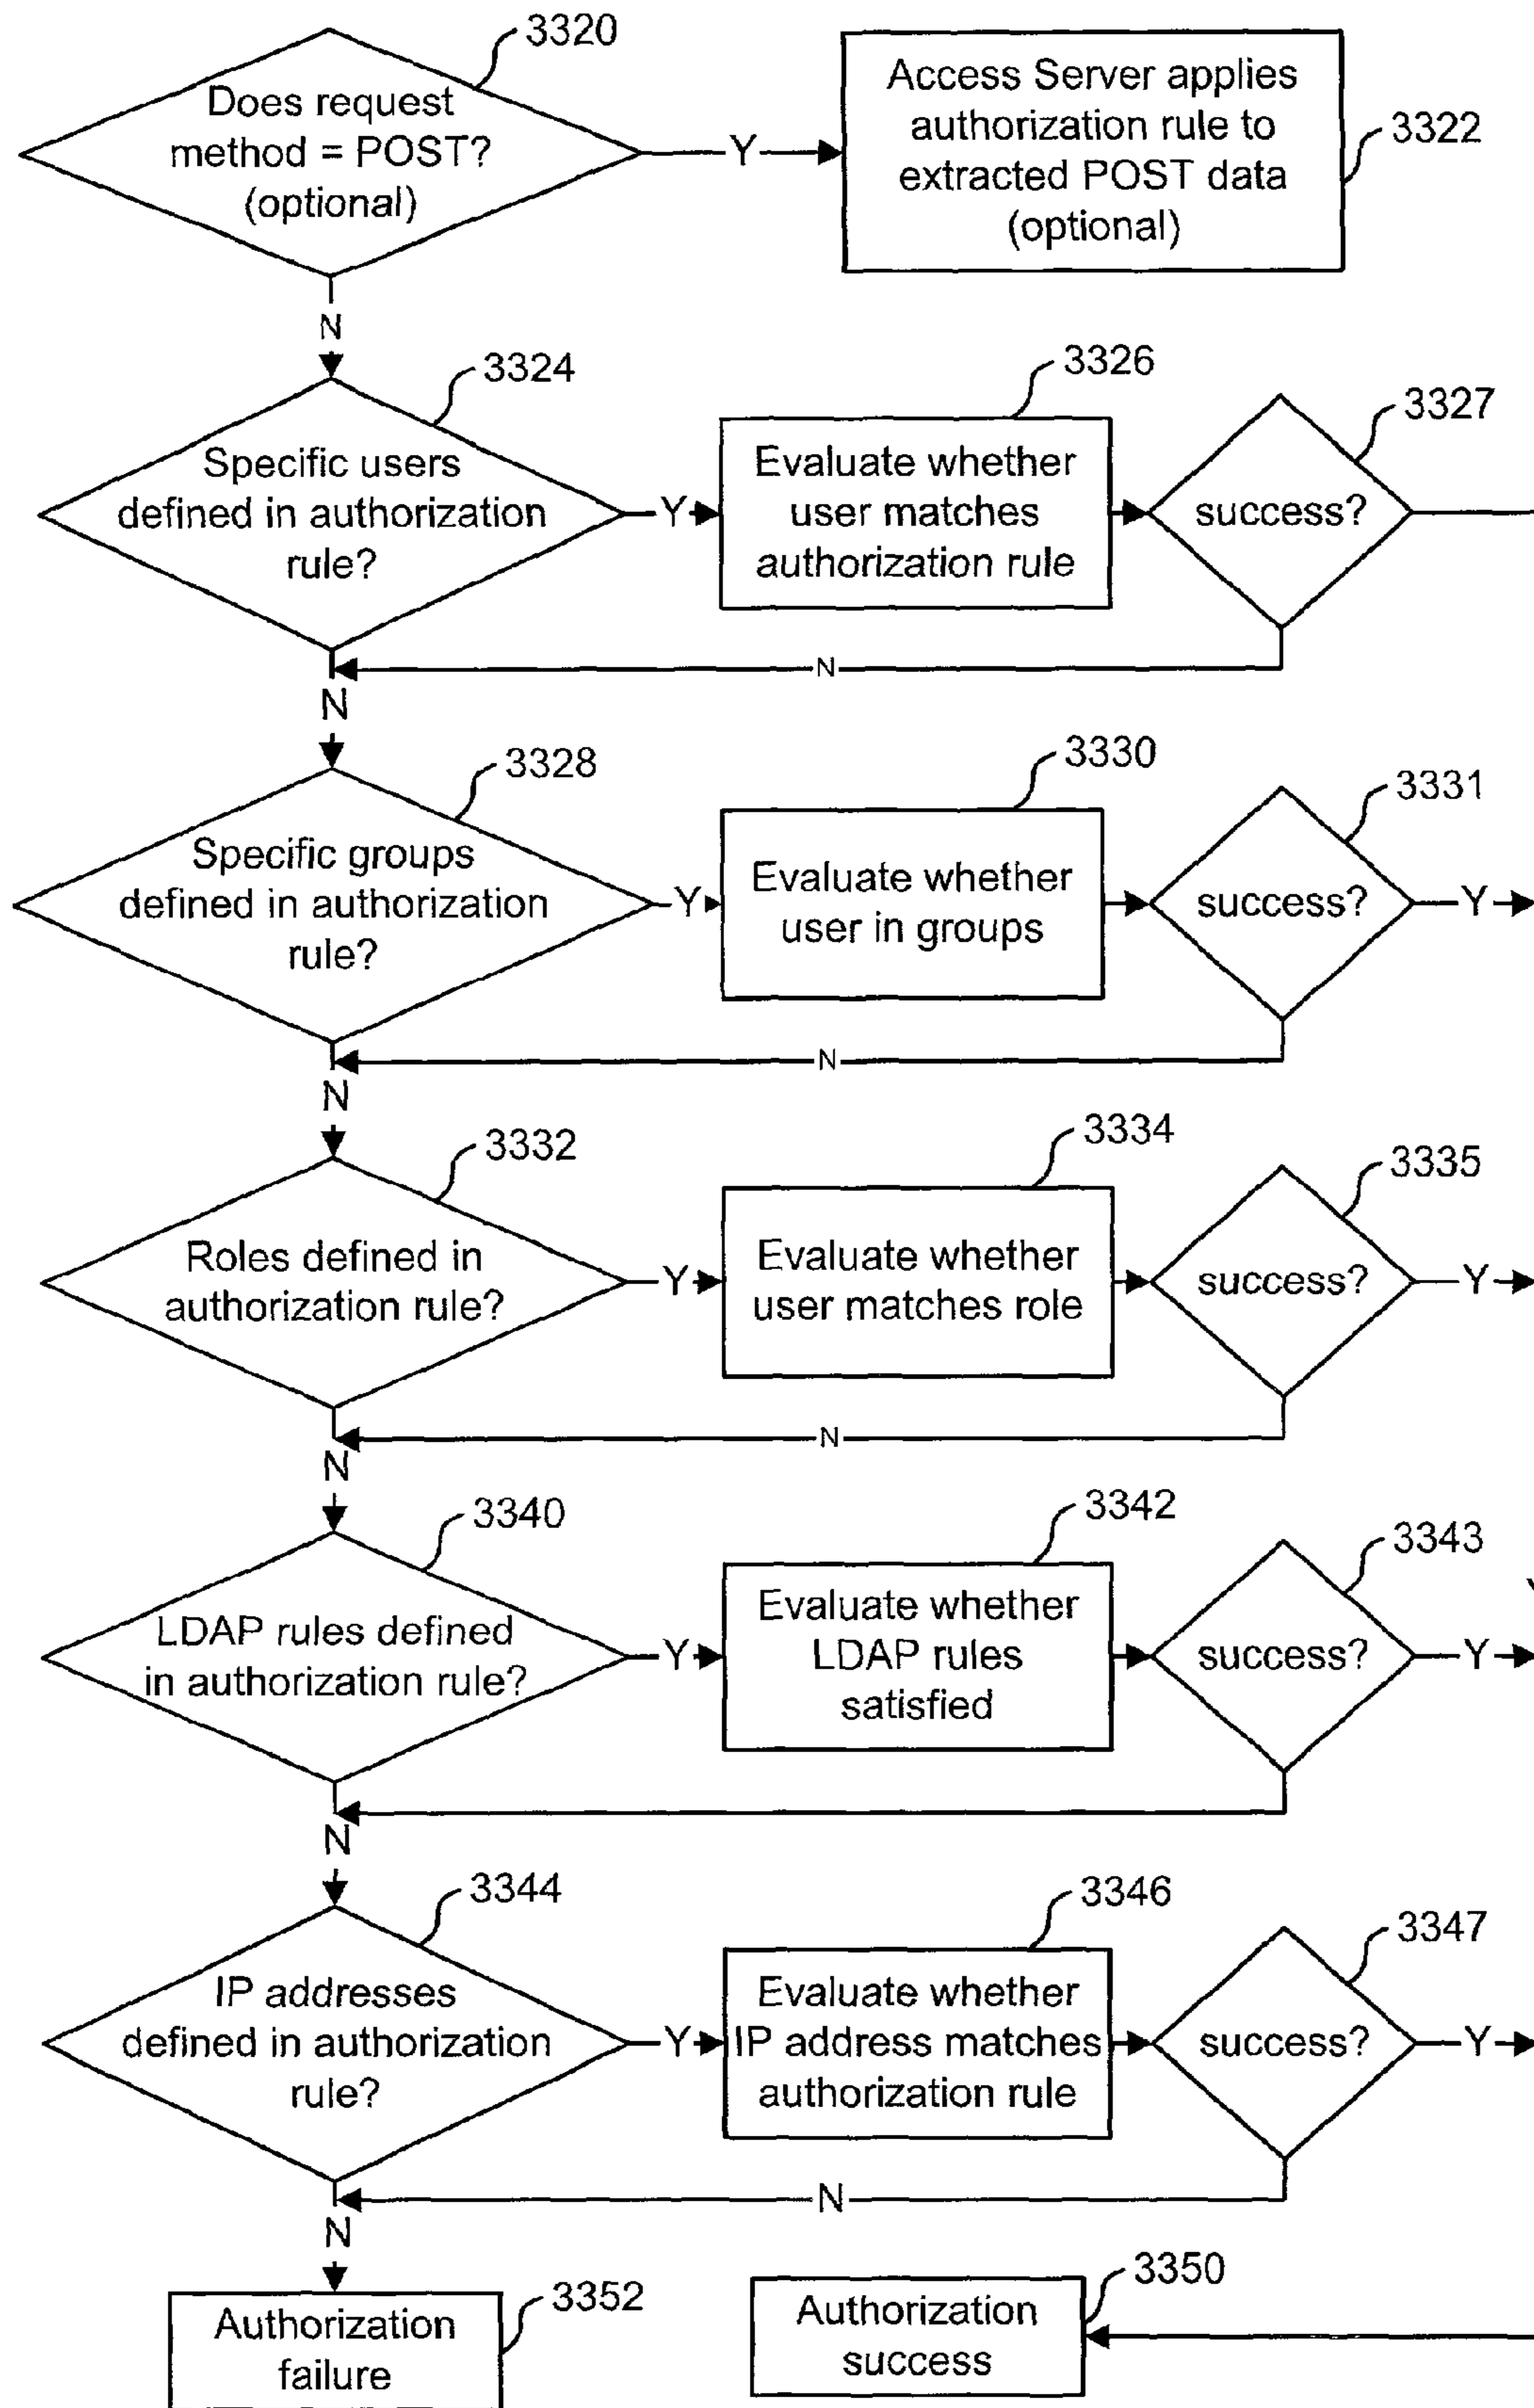 3320
Does request
method = POST?
(optional)
Y
Access Server applies
authorization rule to
extracted POST data
(optional)
3322
N
3324
Specific users
defined in authorization
rule?
Y
3326
Evaluate whether
user matches
authorization rule
3327
success?
N
N
3328
Specific groups
defined in authorization
rule?
Y
3330
Evaluate whether
user in groups
3331
success?
Y
N
N
3332
Roles defined in
authorization rule?
Y
3334
Evaluate whether
user matches role
3335
success?
Y
N
N
3340
LDAP rules defined
in authorization rule?
Y
3342
Evaluate whether
LDAP rules
satisfied
3343
success?
Y
N
3344
IP addresses
defined in authorization
rule?
Y
3346
Evaluate whether
IP address matches
authorization rule
3347
success?
Y
N
N
Authorization
failure
3352
Authorization
success
3350